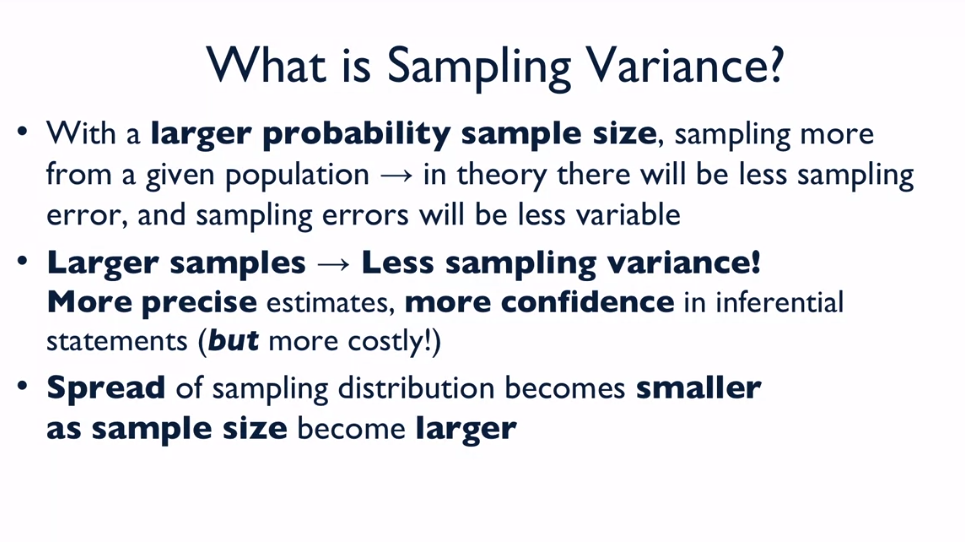 What is Sampling Variance?
• With a larger probability sample size, sampling more
from a given population → in theory there will be less sampling
error, and sampling errors will be less variable
• Larger samples → Less sampling variance!
More precise estimates, more confidence in inferential
statements (but more costly!)
• Spread of sampling distribution becomes smaller
as sample size become larger